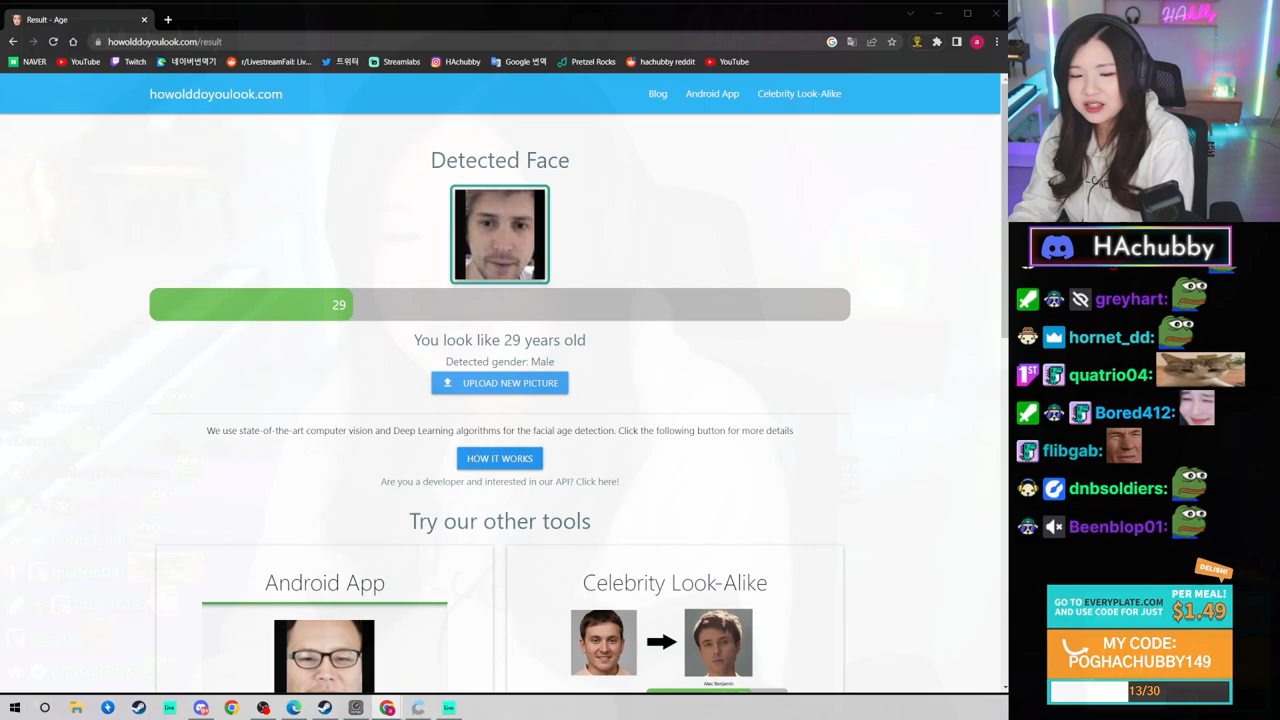 Result - Age
howolddoyoulook.com/result
NAVER
YouTube
Twitch
네이버번역기
r/LivestreamFail: Liv...
트위터
Streamlabs
HAchubby
Google 번역
Pretzel Rocks
hachubby reddit
YouTube
howolddoyoulook.com
Blog
Android App
Celebrity Look-Alike
Detected Face
29
You look like 29 years old
Detected gender: Male
UPLOAD NEW PICTURE
We use state-of-the-art computer vision and Deep Learning algorithms for the facial age detection. Click the following button for more details
HOW IT WORKS
Are you a developer and interested in our API? Click here!
Try our other tools
Android App
Celebrity Look-Alike
Alec Benjamin
HAchubby
greyhart:
hornet_dd:
1ST
quatrio04:
Bored412:
flibgab:
dnbsoldiers:
Beenblop01:
DELISH!
GO TO EVERYPLATE.COM
AND USE CODE FOR JUST
PER MEAL!
$1.49
MY CODE:
POGHACHUBBY149
13/30